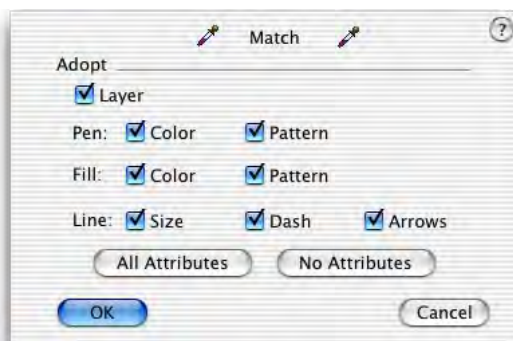 Match
?
Adopt
Layer
Pen: Color Pattern
Fill: Color Pattern
Line: Size Dash Arrows
All Attributes No Attributes
OK Cancel